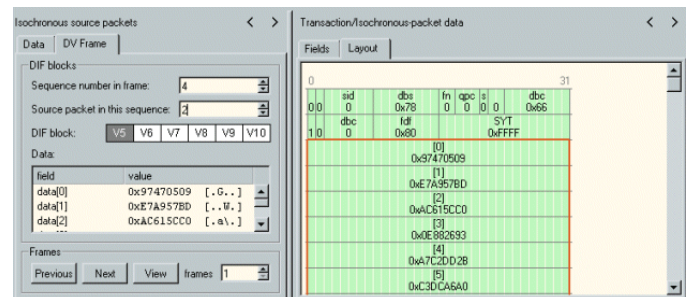 Isochronous source packets < >
Data DV Frame
DIF blocks
Sequence number in frame: 4
Source packet in this sequence: 2
DIF block: V5 V6 V7 V8 V9 V10
Data:
field value
data[0] 0x97470509 [.G..]
data[1] 0xE7A957BD [..W.]
data[2] 0xAC615CC0 [.a\.]
Frames
Previous Next View frames 1
Transaction/Isochronous-packet data < >
Fields Layout
0 31
sid dbs fn qpc s dbc
0 0 0 0x78 0 0 0 0 0x66
dbc fdf SYT
1 0 0 0x80 0xFFFF
[0]
0x97470509
[1]
0xE7A957BD
[2]
0xAC615CC0
[3]
0x0E882693
[4]
0xA7C2DD2B
[5]
0xC3DCA6A0